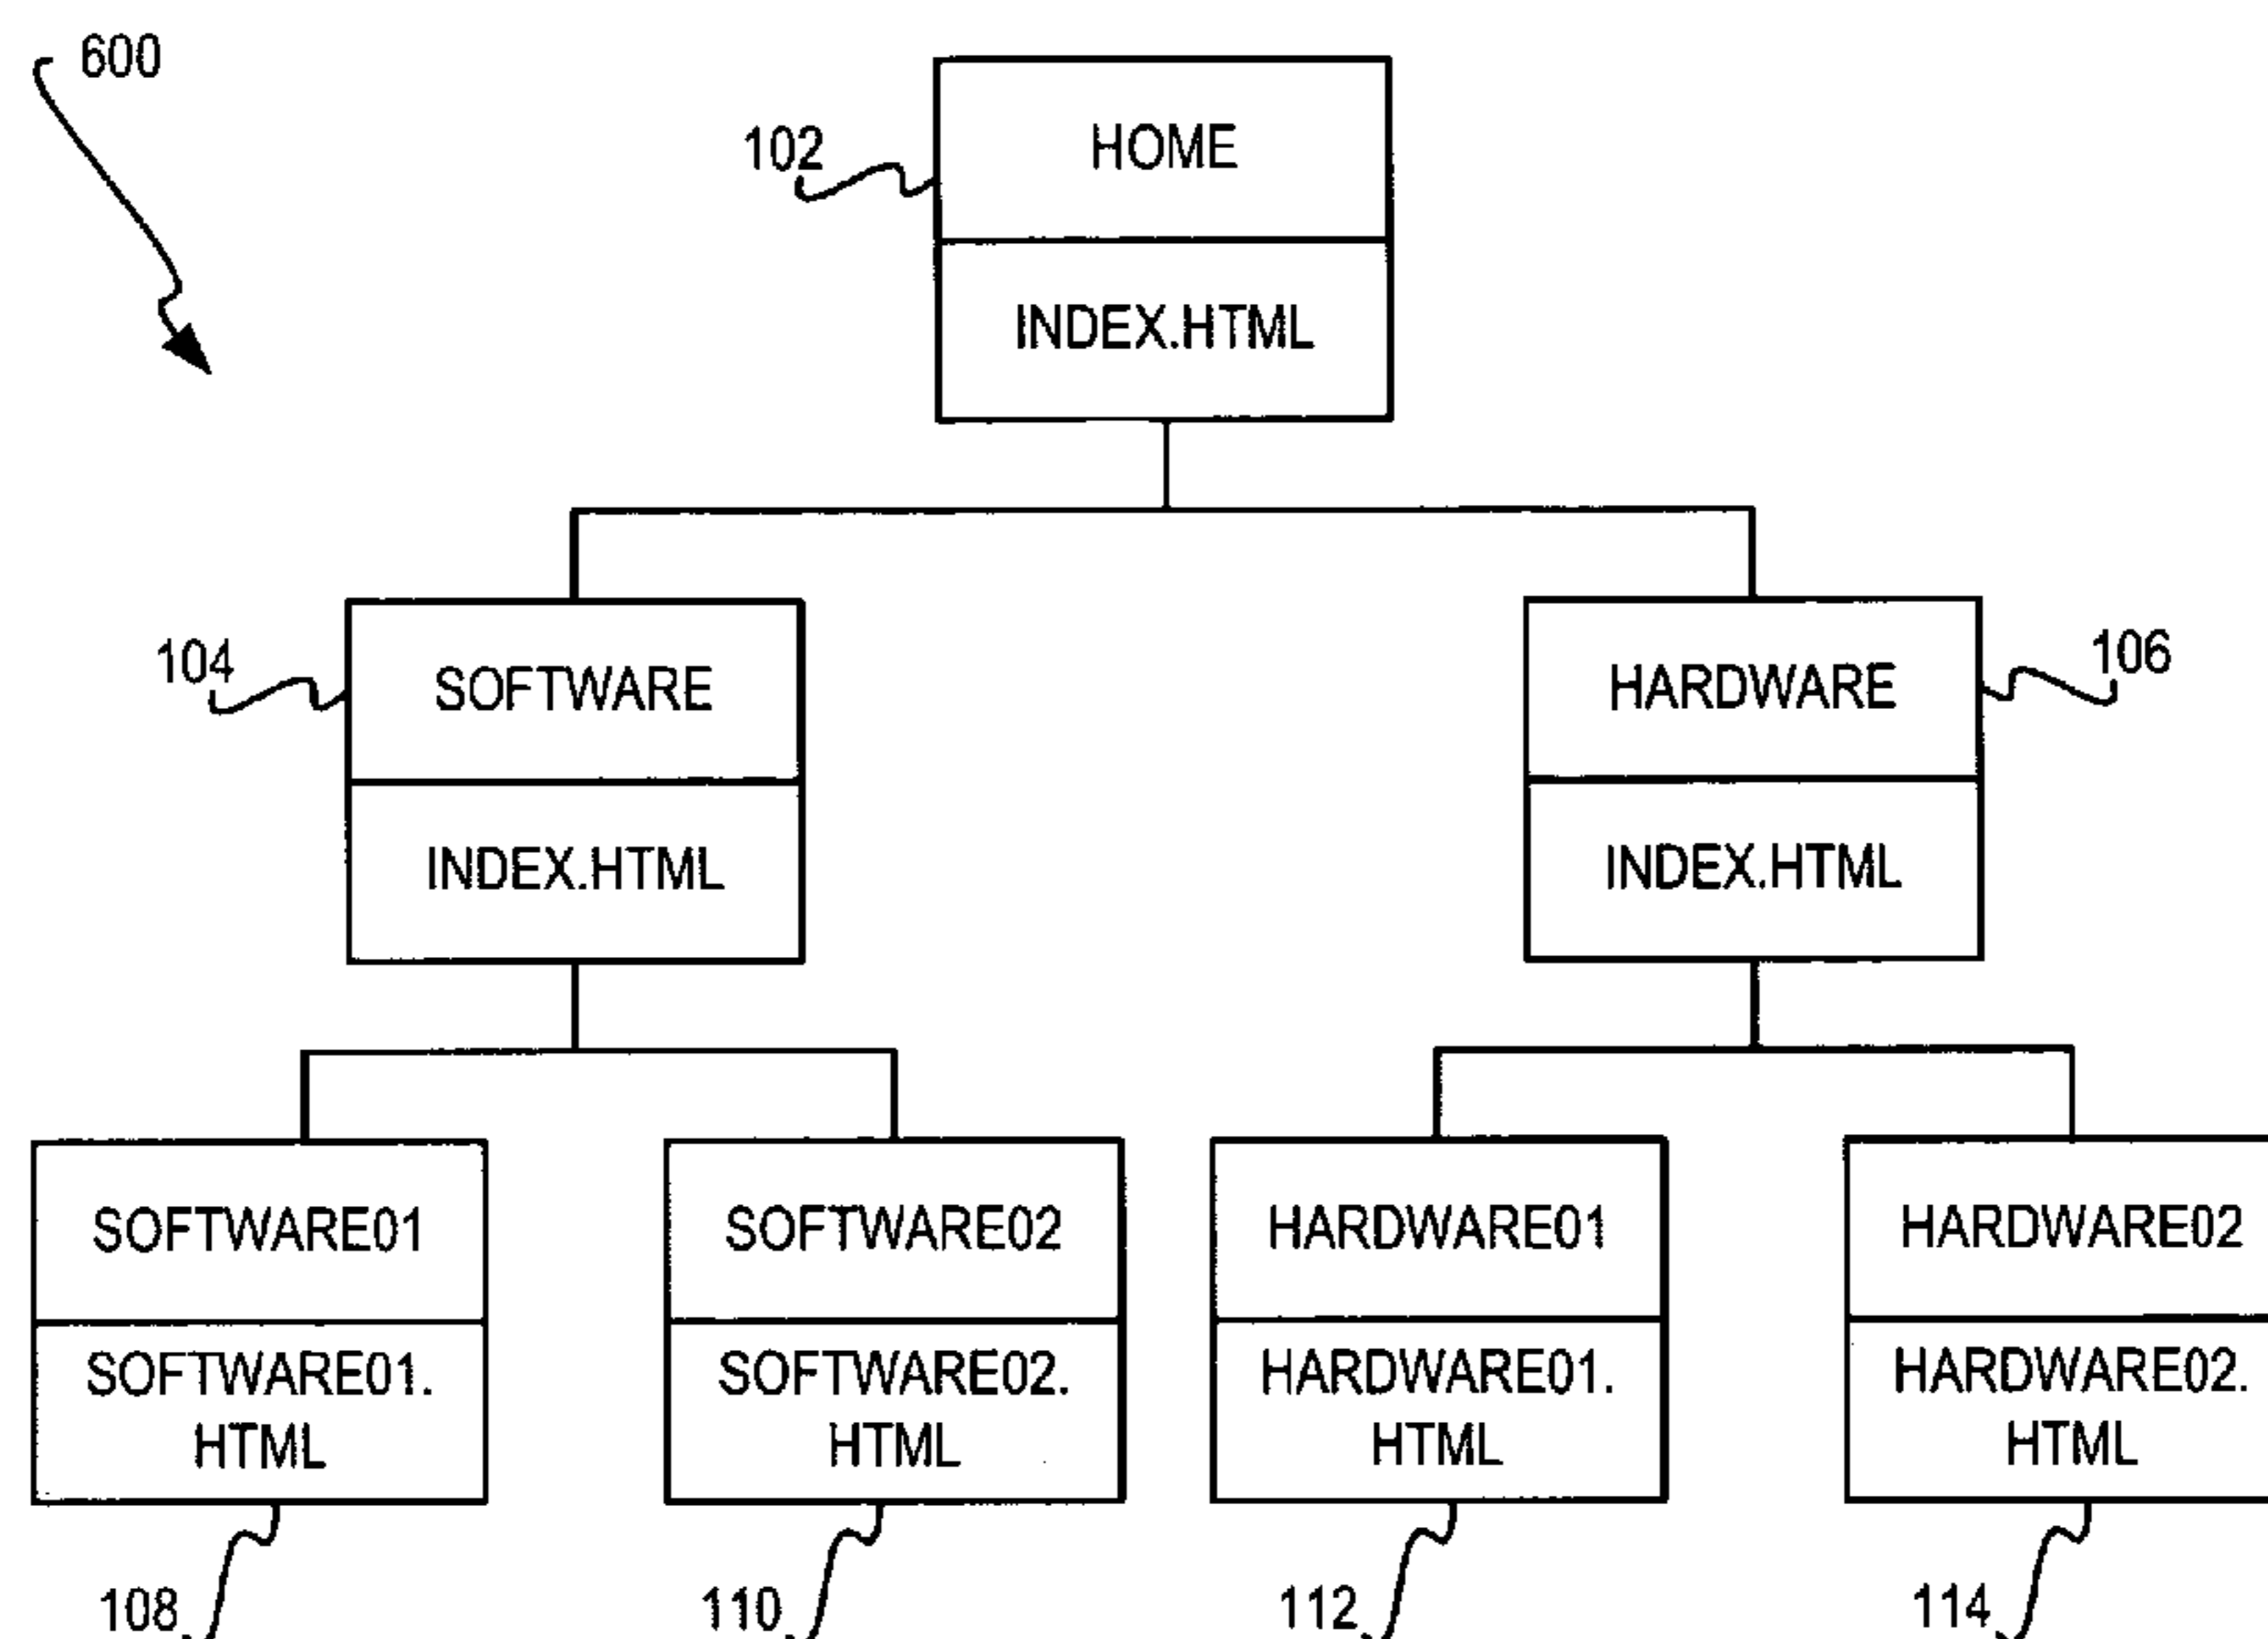 600
102
HOME
INDEX.HTML
104
SOFTWARE
INDEX.HTML
HARDWARE
106
INDEX.HTML
SOFTWARE01
SOFTWARE01.
HTML
SOFTWARE02
SOFTWARE02.
HTML
HARDWARE01
HARDWARE01.
HTML
HARDWARE02
HARDWARE02.
HTML
108
110
112
114